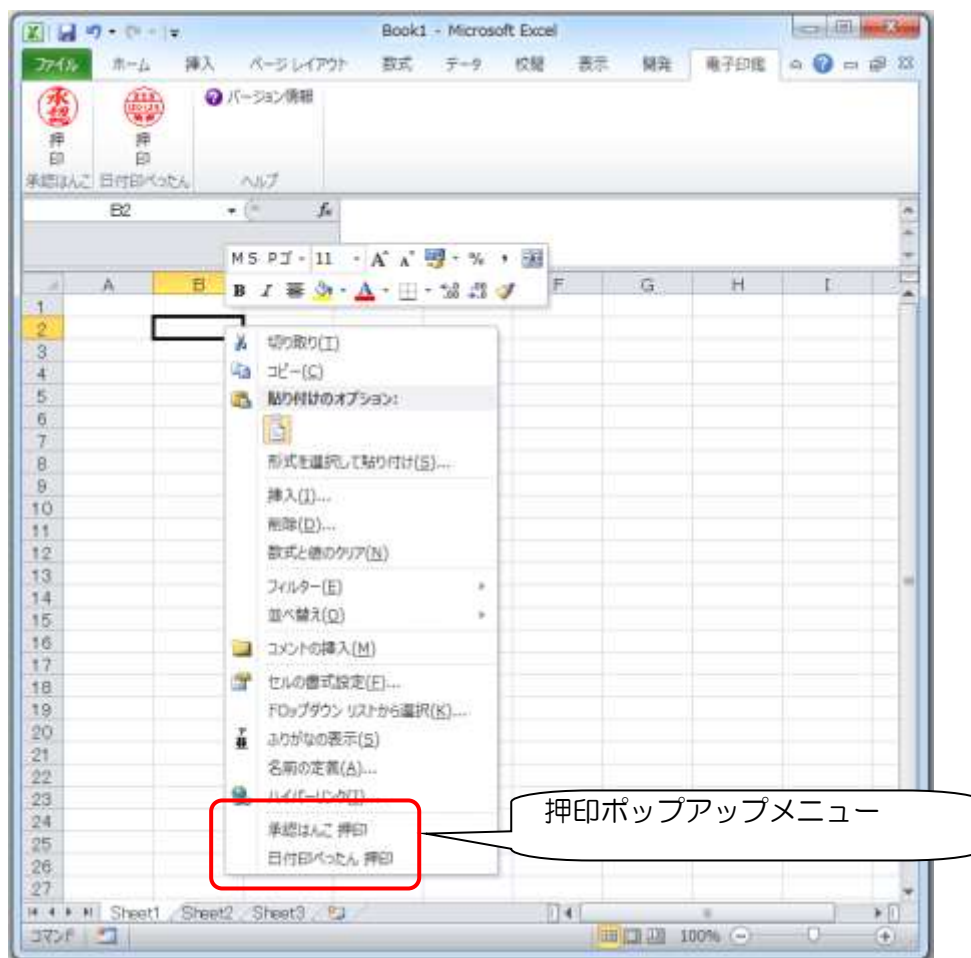 Book1 - Microsoft Excel
ファイル ホーム 挿入 ページ レイアウト 数式 データ 校閲 表示 開発 電子印鑑
承認
押印
押印
バージョン情報
承認はんこ 日付印ぺったん ヘルプ
B2 fx
MS Pゴ 11 A A % ,
B I A
A B F G H I
1
2
3
4
5
6
7
8
9
10
11
12
13
14
15
16
17
18
19
20
21
22
23
24
25
26
27
切り取り(T)
コピー(C)
貼り付けのオプション:
形式を選択して貼り付け(S)...
挿入(I)...
削除(D)...
数式と値のクリア(N)
フィルター(E)
並べ替え(O)
コメントの挿入(M)
セルの書式設定(F)...
ドロップダウン リストから選択(K)...
ふりがなの表示(S)
名前の定義(A)...
ハイパーリンク(I)...
承認はんこ 押印
日付印ぺったん 押印
押印ポップアップメニュー
Sheet1 Sheet2 Sheet3
コマンド 100%